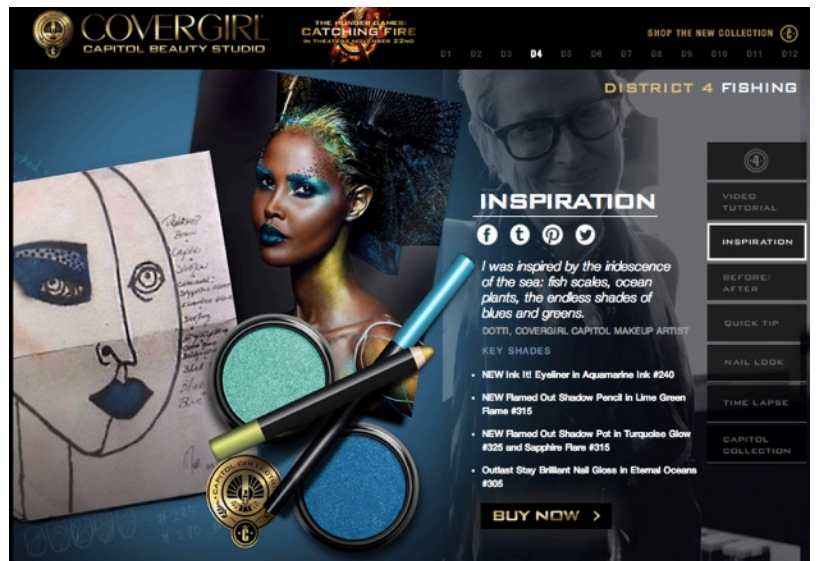 COVERGIRL
CAPITOL BEAUTY STUDIO
THE HUNGER GAMES:
CATCHING FIRE
IN THEATERS NOVEMBER 22ND
SHOP THE NEW COLLECTION
D1 D2 D3 D4 D5 D6 D7 D8 D9 D10 D11 D12
DISTRICT 4 FISHING
4
VIDEO
TUTORIAL
INSPIRATION
BEFORE/
AFTER
QUICK TIP
NAIL LOOK
TIME LAPSE
CAPITOL
COLLECTION
INSPIRATION
I was inspired by the iridescence
of the sea: fish scales, ocean
plants, the endless shades of
blues and greens.
DOTTI, COVERGIRL CAPITOL MAKEUP ARTIST
KEY SHADES
• NEW Ink It! Eyeliner in Aquamarine Ink #240
• NEW Flamed Out Shadow Pencil in Lime Green
Flame #315
• NEW Flamed Out Shadow Pot in Turquoise Glow
#325 and Sapphire Flare #315
• Outlast Stay Brilliant Nail Gloss in Eternal Oceans
#305
BUY NOW >
CAPITOL COLLECTION
Blue